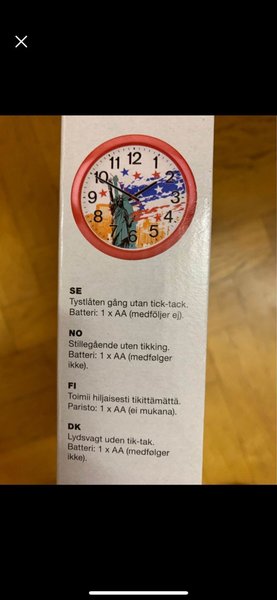 11 12 1
10 2
9 3
8 4
7 6 5
SE
Tystlåten gång utan tick-tack.
Batteri: 1 x AA (medföljer ej).
NO
Stillegående uten tikking.
Batteri: 1 x AA (medfølger
ikke).
FI
Toimii hiljaisesti tikittämättä.
Paristo: 1 x AA (ei mukana).
DK
Lydsvagt uden tik-tak.
Batteri: 1 x AA (medfølger
ikke).